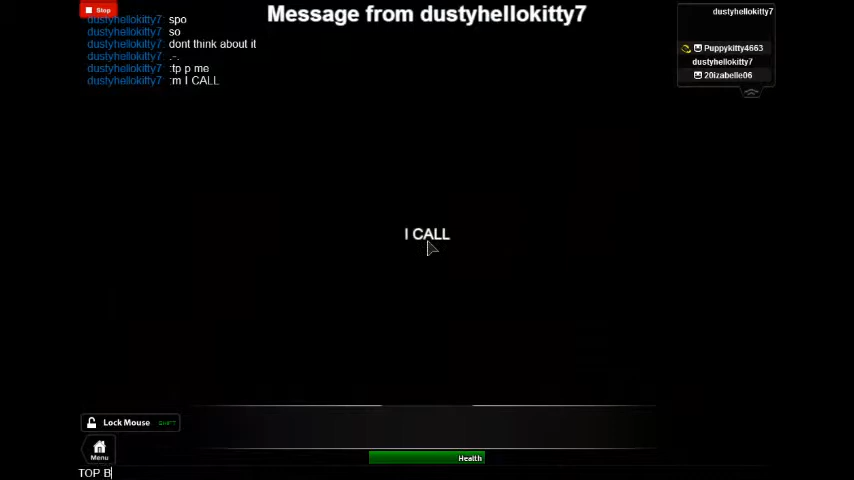 Stop
Message from dustyhellokitty7
dustyhellokitty7: spo
dustyhellokitty7: so
dustyhellokitty7: dont think about it
dustyhellokitty7: .-.
dustyhellokitty7: :tp p me
dustyhellokitty7: :m I CALL
dustyhellokitty7
Puppykitty4663
dustyhellokitty7
20izabelle06
I CALL
Lock Mouse SHIFT
Menu
Health
TOP B